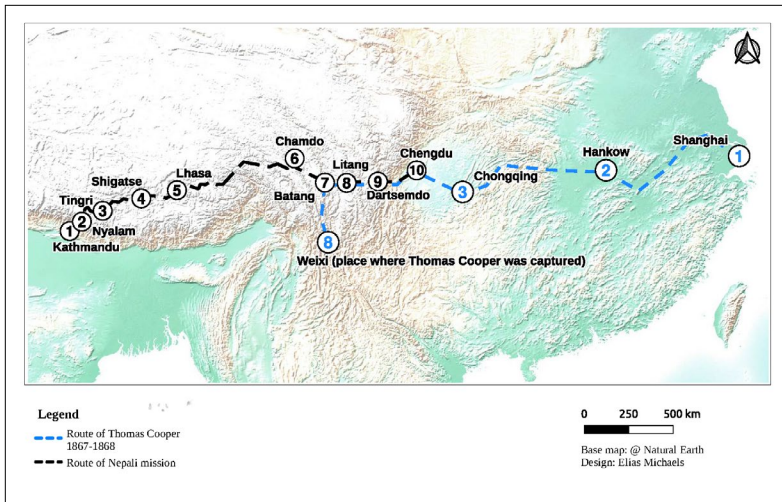 Shanghai
1
Hankow
2
Chengdu
10
Chongqing
3
Chamdo
6
Litang
Batang
7
8
9
Dartsemdo
Lhasa
5
Shigatse
4
Tingri
3
2
Nyalam
1
Kathmandu
8
Weixi (place where Thomas Cooper was captured)
Legend
Route of Thomas Cooper
1867-1868
Route of Nepali mission
0 250 500 km
Base map: @ Natural Earth
Design: Elias Michaels